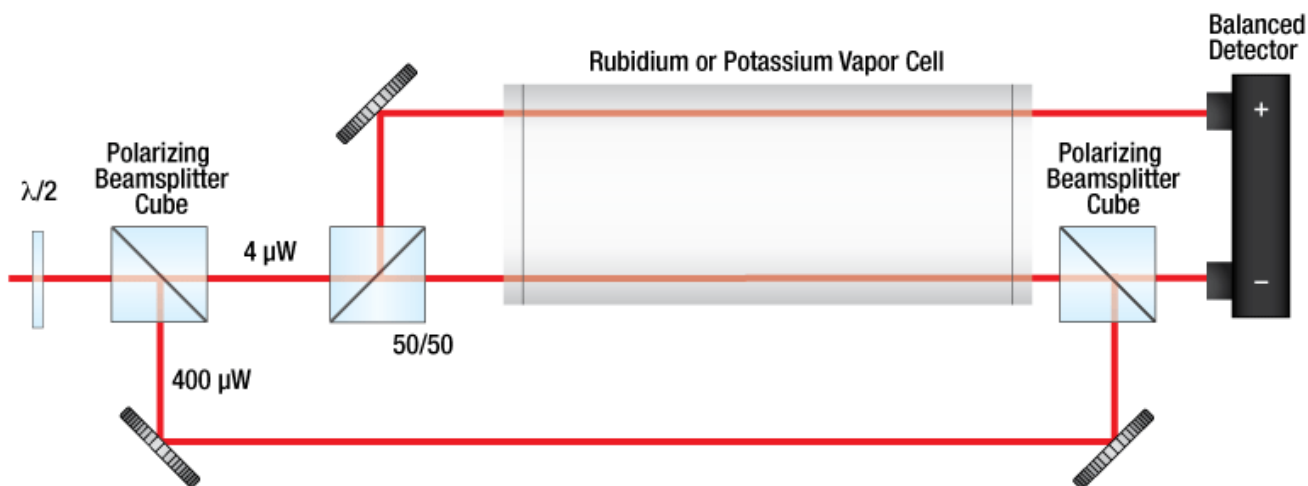 Balanced
Detector
Rubidium or Potassium Vapor Cell
+
Polarizing
Beamsplitter
Cube
Polarizing
Beamsplitter
Cube
λ/2
4 µW
−
50/50
400 µW